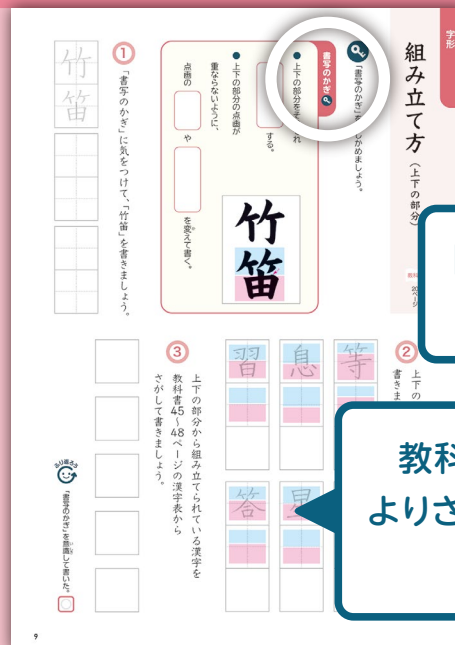 字形
組み立て方（上下の部分）
「書写のかぎ」を
かめましょう。
書写のかぎ
●上下の部分をそ
れ
する。
●上下の部分の点画が
重ならないように、
点画の
や
を変えて書く。
竹笛
①
「書写のかぎ」に気をつけて、「竹笛」を書きましょう。
竹笛
②
上下の
書きま
等
息
習
星
答
③
上下の部分から組み立てられている漢字を
教科書45〜48ページの漢字表から
さがして書きましょう。
ふり返ろう
「書写のかぎ」を意識して書いた。
9
教科
よりさ